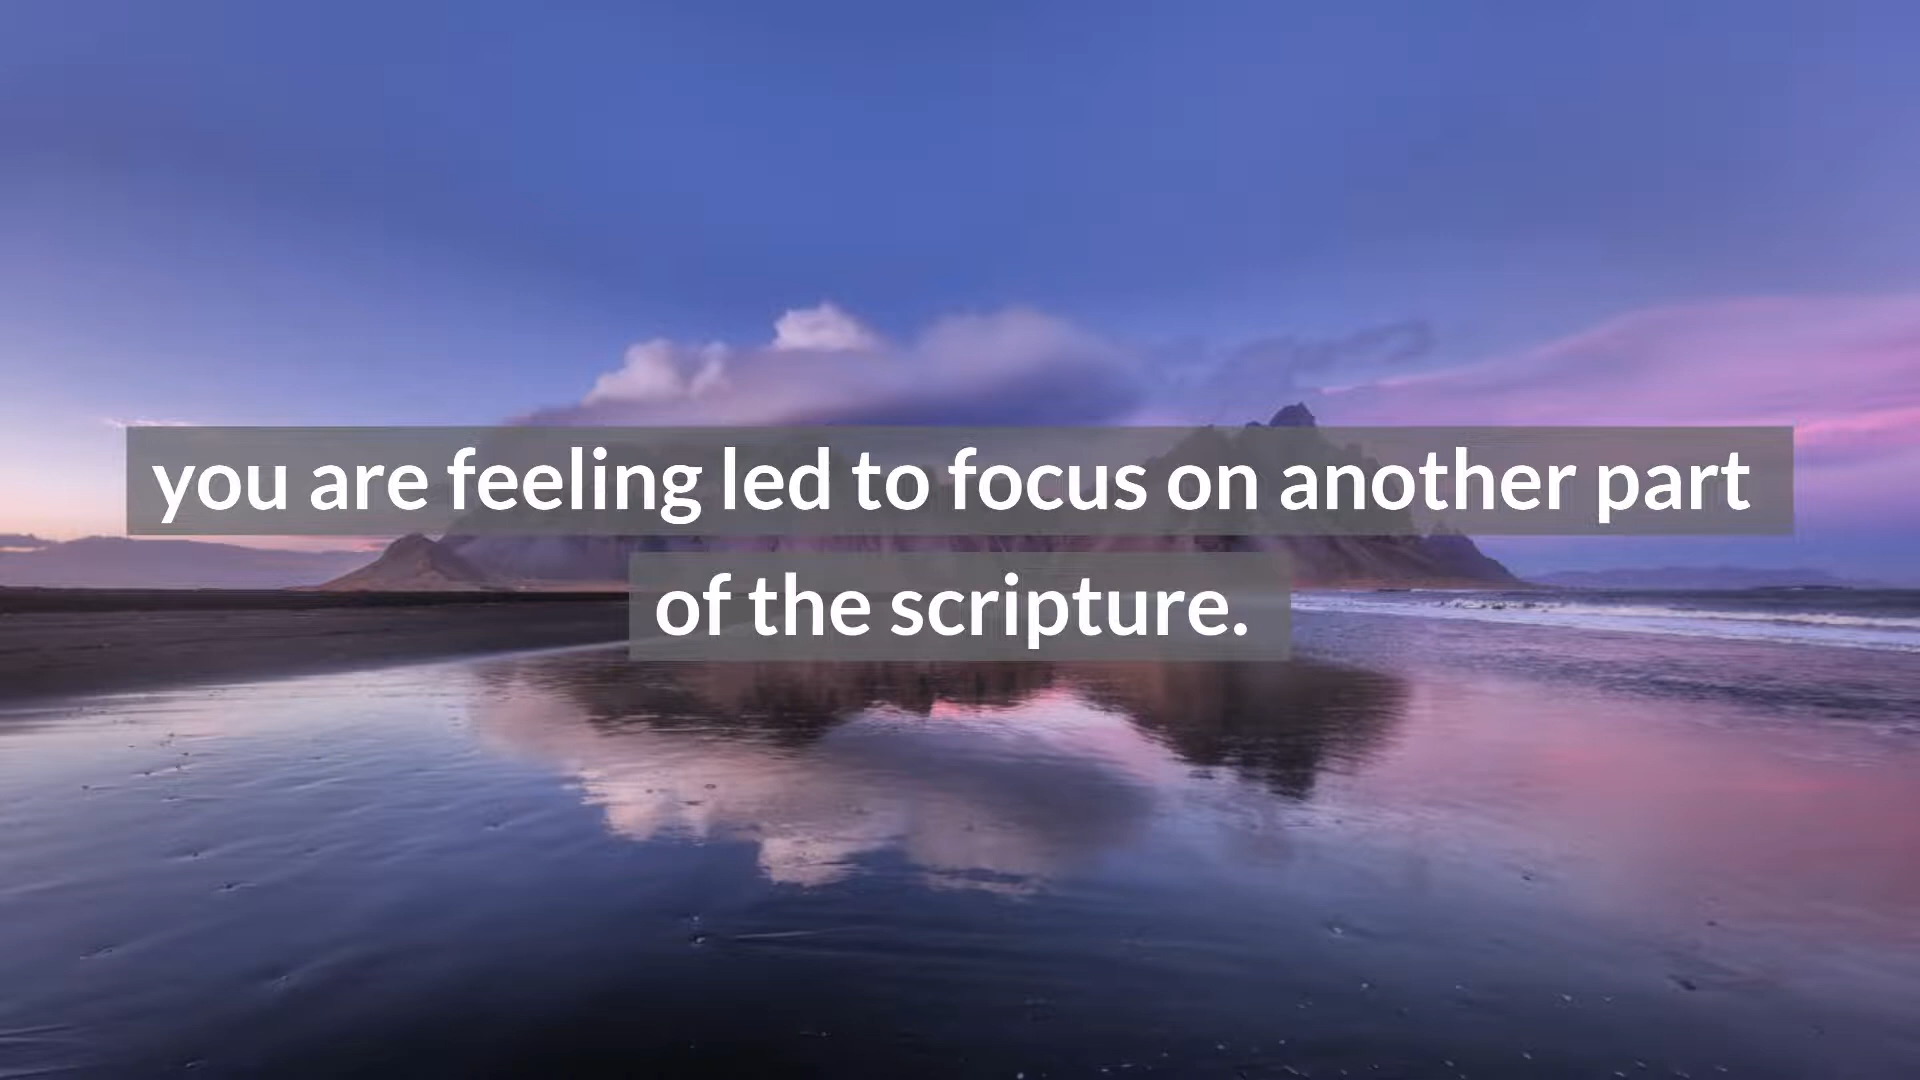 you are feeling led to focus on another part
of the scripture.